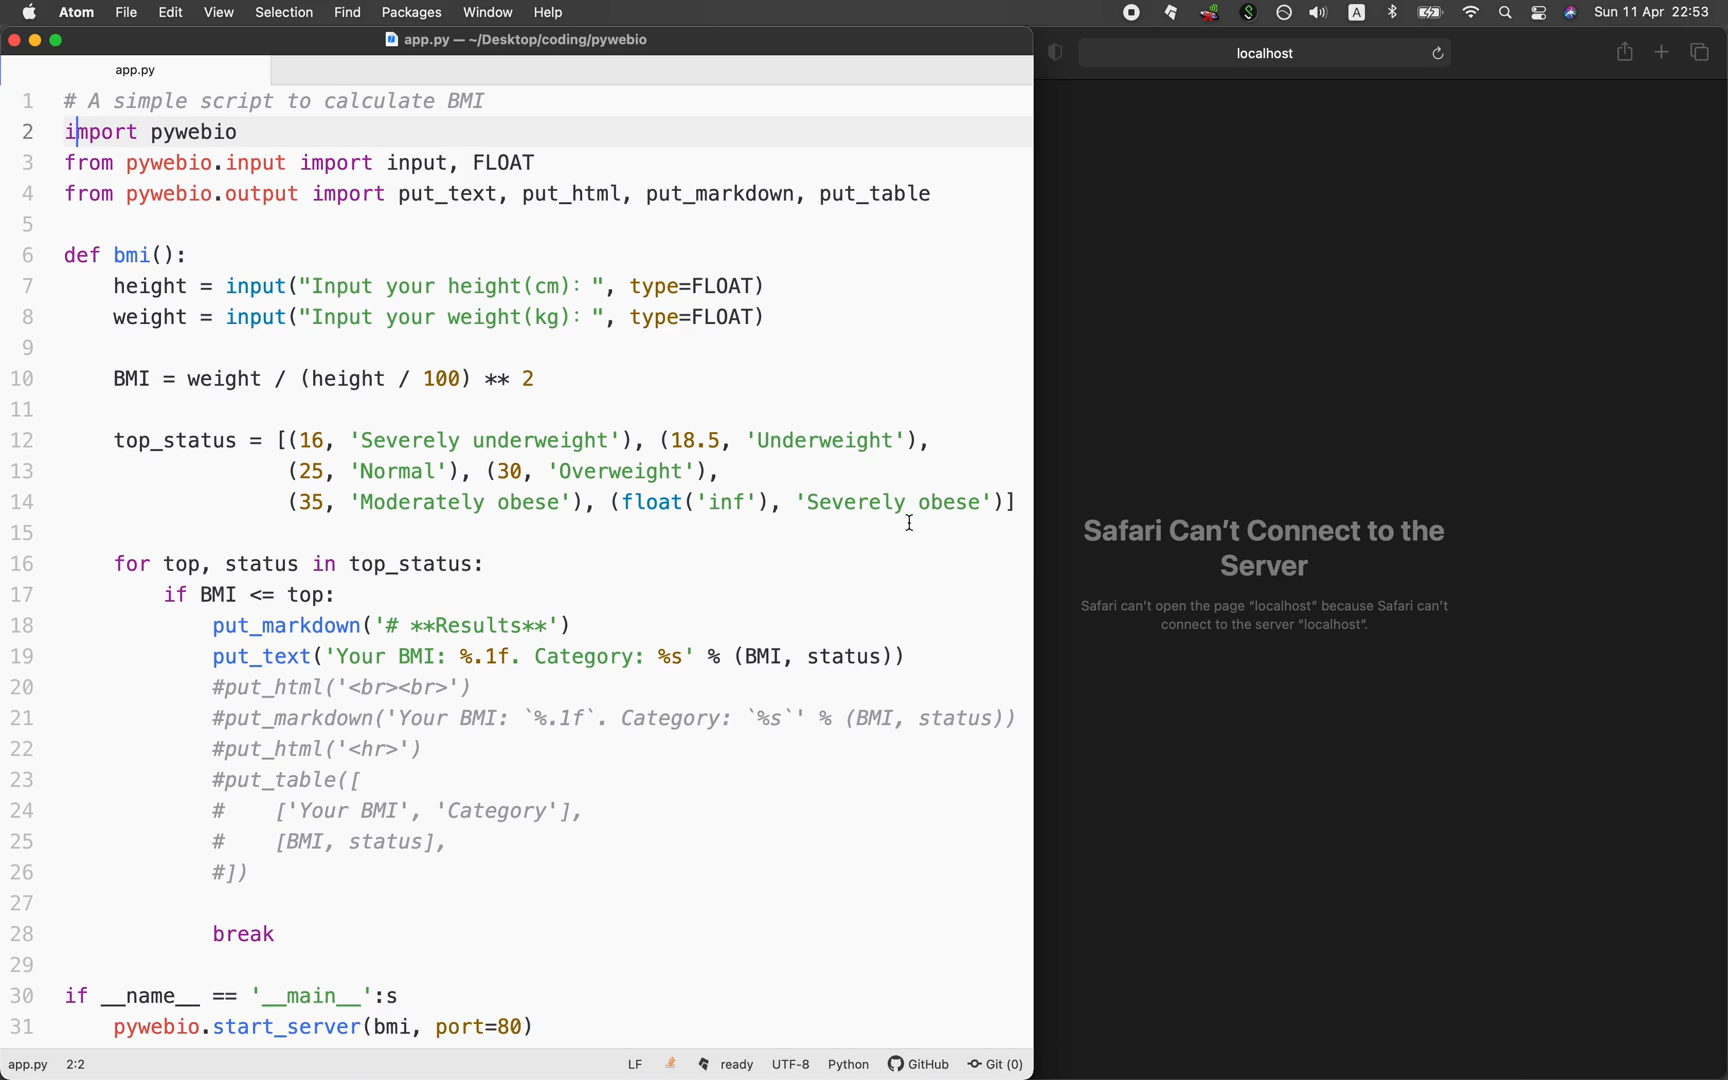 Atom File Edit View Selection Find Packages Window Help A Sun 11 Apr 22:53
app.py — ~/Desktop/coding/pywebio
localhost
app.py
1 # A simple script to calculate BMI
2 import pywebio
3 from pywebio.input import input, FLOAT
4 from pywebio.output import put_text, put_html, put_markdown, put_table
5
6 def bmi():
7 height = input("Input your height(cm): ", type=FLOAT)
8 weight = input("Input your weight(kg): ", type=FLOAT)
9
10 BMI = weight / (height / 100) ** 2
11
12 top_status = [(16, 'Severely underweight'), (18.5, 'Underweight'),
13 (25, 'Normal'), (30, 'Overweight'),
14 (35, 'Moderately obese'), (float('inf'), 'Severely obese')]
15
16 for top, status in top_status:
17 if BMI <= top:
18 put_markdown('# **Results**')
19 put_text('Your BMI: %.1f. Category: %s' % (BMI, status))
20 #put_html('<br><br>')
21 #put_markdown('Your BMI: `%.1f`. Category: `%s`' % (BMI, status))
22 #put_html('<hr>')
23 #put_table([
24 # ['Your BMI', 'Category'],
25 # [BMI, status],
26 #])
27
28 break
29
30 if __name__ == '__main__':s
31 pywebio.start_server(bmi, port=80)
app.py 2:2 LF ready UTF-8 Python GitHub Git (0)
Safari Can't Connect to the
Server
Safari can't open the page "localhost" because Safari can't
connect to the server "localhost".